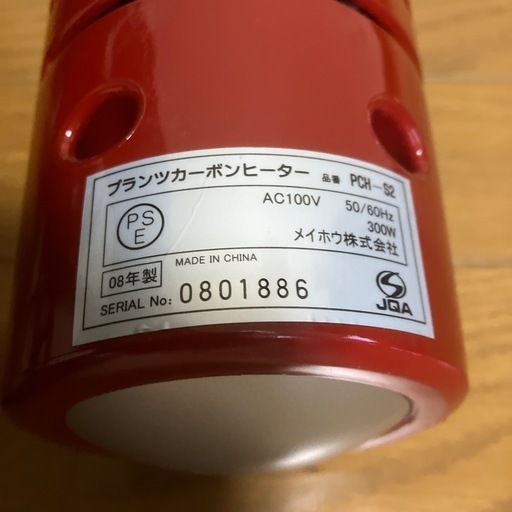 プランツカーボンヒーター 品番 PCH-S2
PS
E
AC100V 50/60Hz
300W
メイホウ株式会社
08年製
MADE IN CHINA
SERIAL No: 0801886
JQA